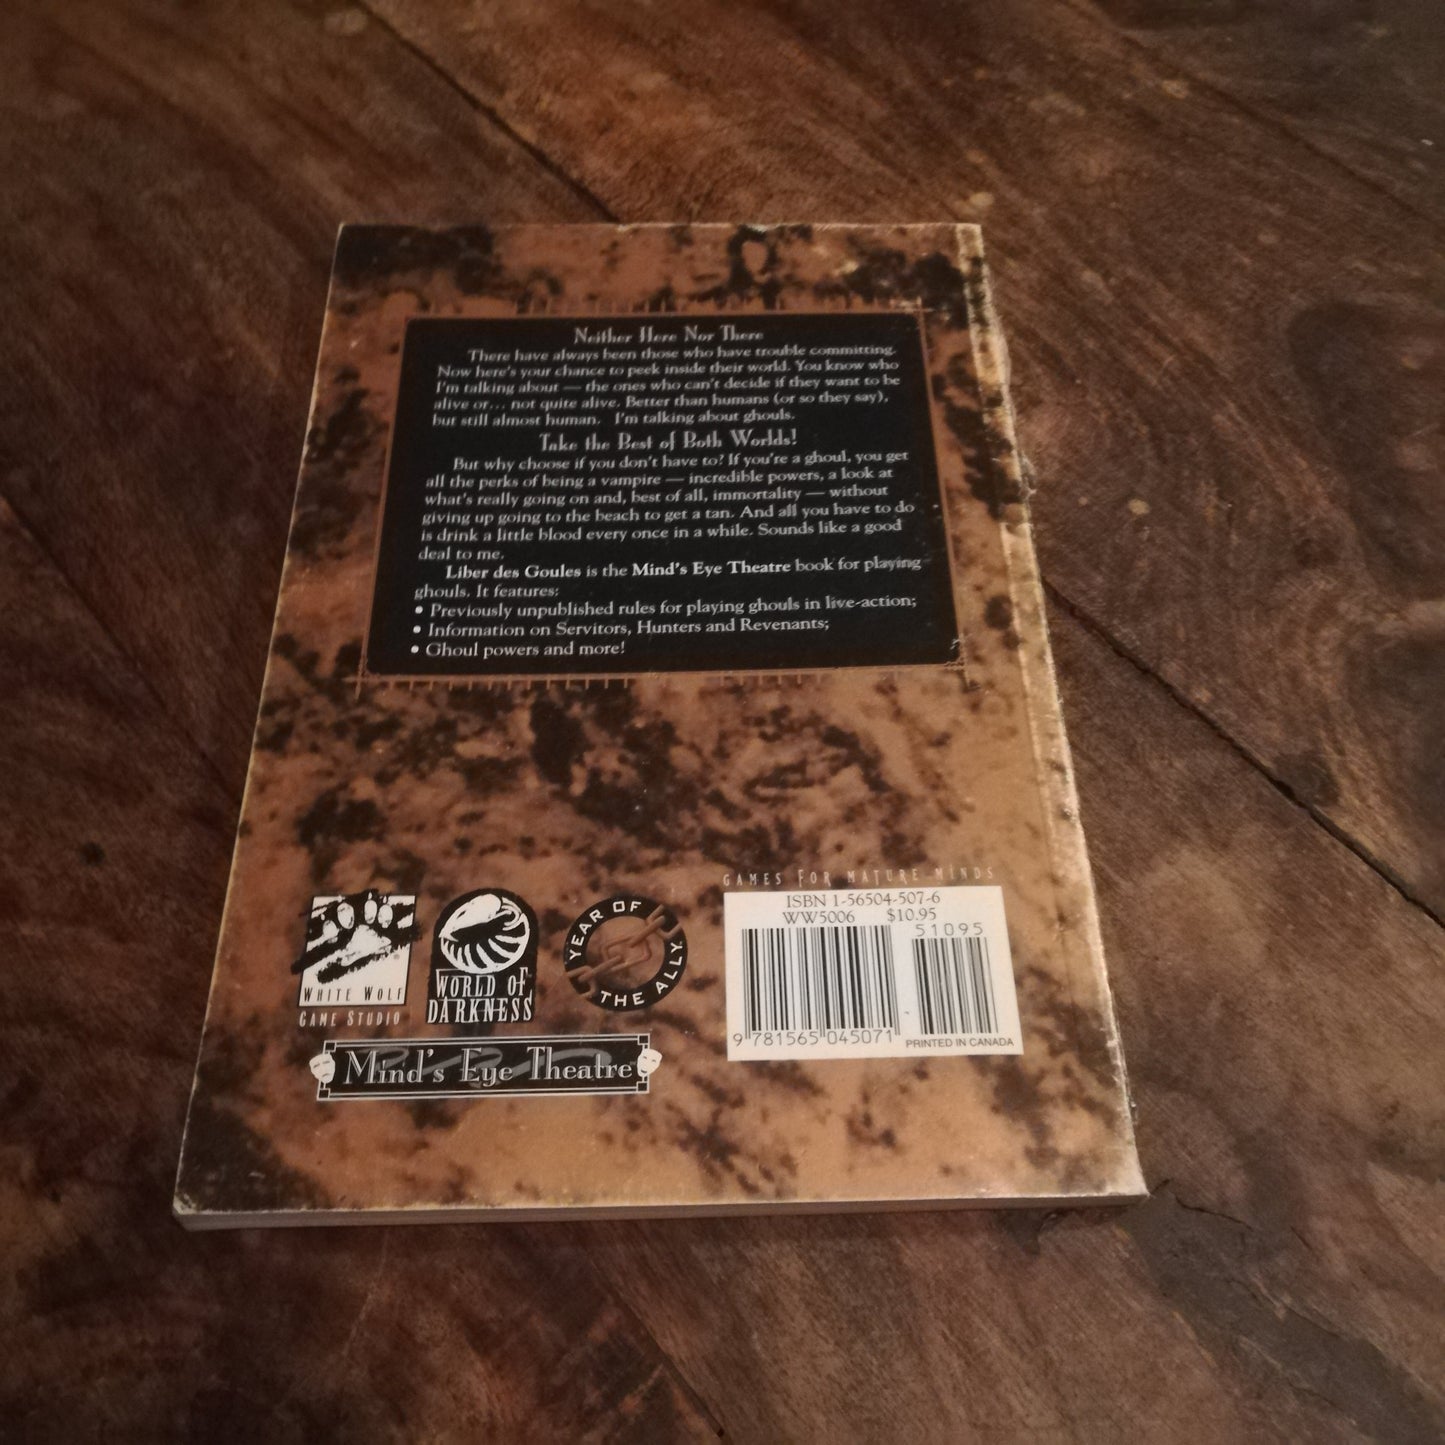 Neither Here Nor There
There have always been those who have trouble committing.
Now here's your chance to peek inside their world. You know who
I'm talking about — the ones who can't decide if they want to be
alive or... not quite alive. Better than humans (or so they say),
but still almost human. I'm talking about ghouls.
Take the Best of Both Worlds!
But why choose if you don't have to? If you're a ghoul, you get
all the perks of being a vampire — incredible powers, a look at
what's really going on and, best of all, immortality — without
giving up going to the beach to get a tan. And all you have to do
is drink a little blood every once in a while. Sounds like a good
deal to me.
Liber des Goules is the Mind's Eye Theatre book for playing
ghouls. It features:
• Previously unpublished rules for playing ghouls in live-action;
• Information on Servitors, Hunters and Revenants;
• Ghoul powers and more!
GAMES FOR MATURE MINDS
ISBN 1-56504-507-6
WW5006 $10.95
51095
9 781565 045071
PRINTED IN CANADA
WHITE WOLF
GAME STUDIO
WORLD OF
DARKNESS
YEAR OF
THE ALLY
Mind's Eye Theatre